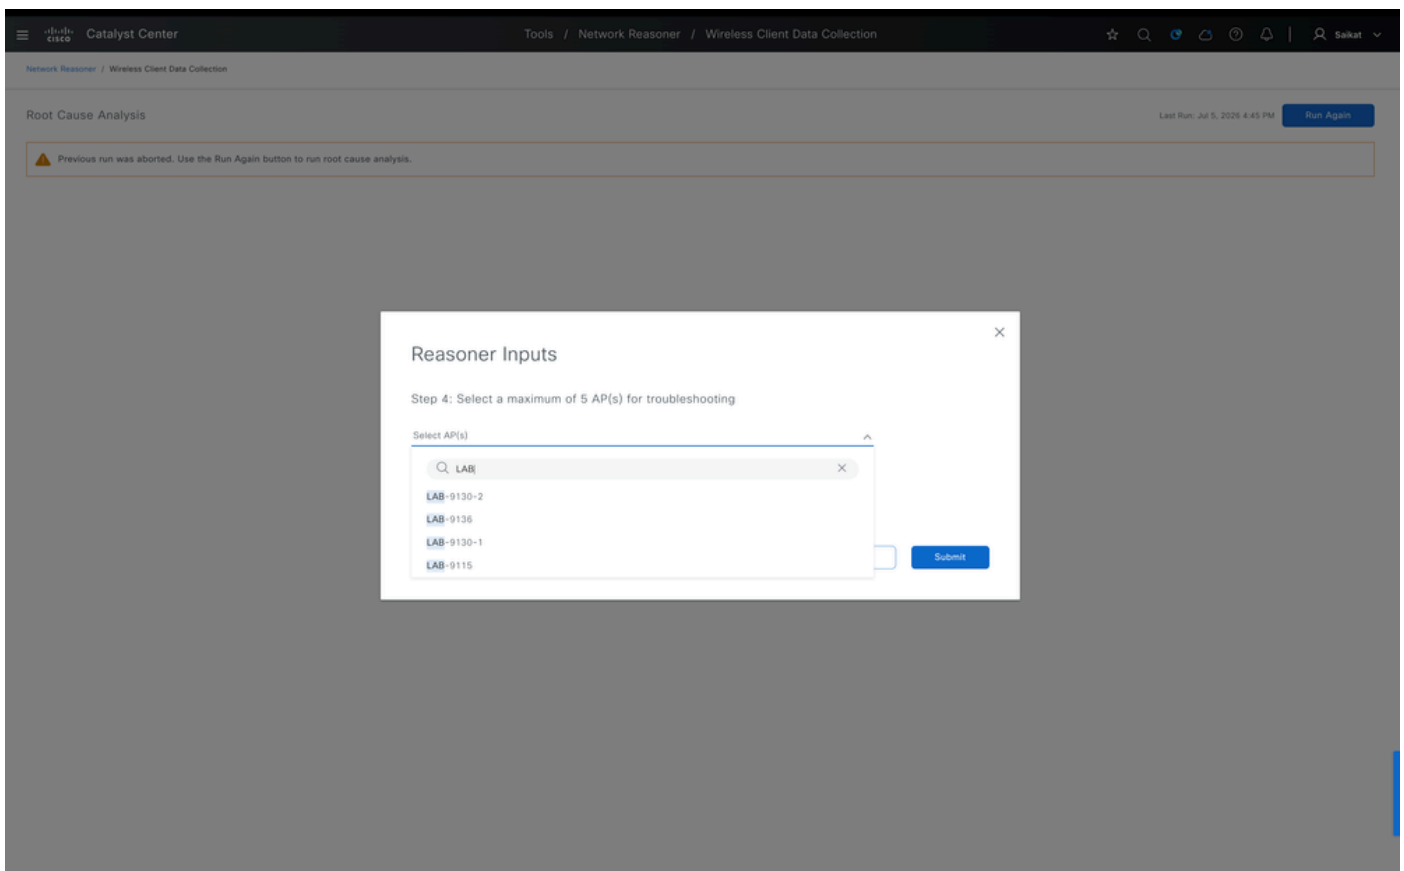 cisco Catalyst Center Tools / Network Reasoner / Wireless Client Data Collection Saikat
Network Reasoner / Wireless Client Data Collection
Root Cause Analysis Last Run: Jul 5, 2026 4:45 PM Run Again
Previous run was aborted. Use the Run Again button to run root cause analysis.
Reasoner Inputs
Step 4: Select a maximum of 5 AP(s) for troubleshooting
Select AP(s)
LAB
LAB-9130-2
LAB-9136
LAB-9130-1
LAB-9115
Submit